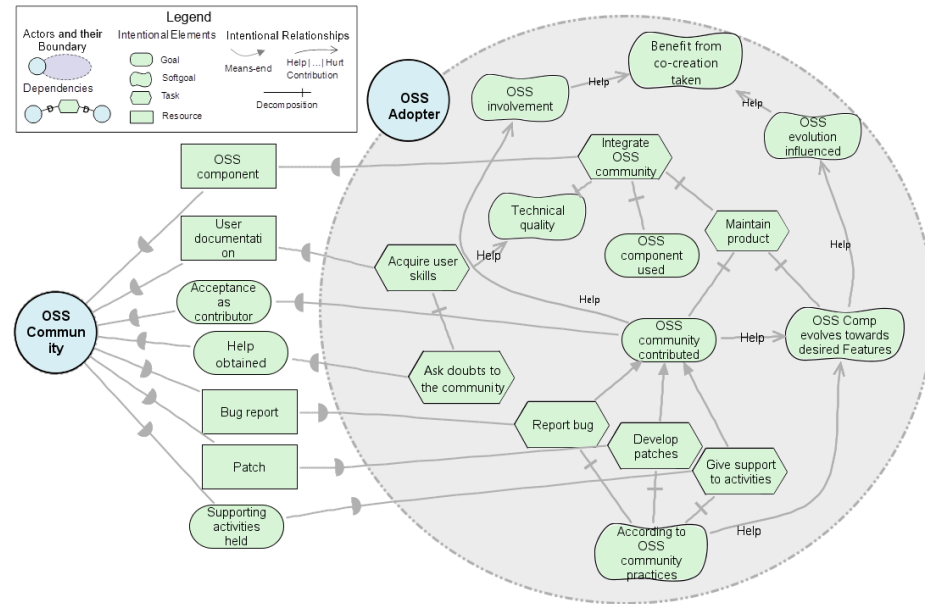 Legend
Actors and their
Boundary
Dependencies
D
D
Intentional Elements
Goal
Softgoal
Task
Resource
Intentional Relationships
Means-end
Help|...| Hurt
Contribution
Decomposition
OSS
Adopter
OSS
involvement
Help
Benefit from
co-creation
taken
Help
OSS
evolution
influenced
OSS
component
Integrate
OSS
community
Technical
quality
User
documentati
on
Maintain
product
Acquire user
skills
Help
OSS
component
used
Help
Acceptance
as
contributor
Help
OSS
Commun
ity
OSS
community
contributed
Help
OSS Comp
evolves towards
desired Features
Help
obtained
Ask doubts to
the community
Bug report
Report bug
Develop
patches
Patch
Give support
to activities
Supporting
activities
held
According to
OSS
community
practices
Help